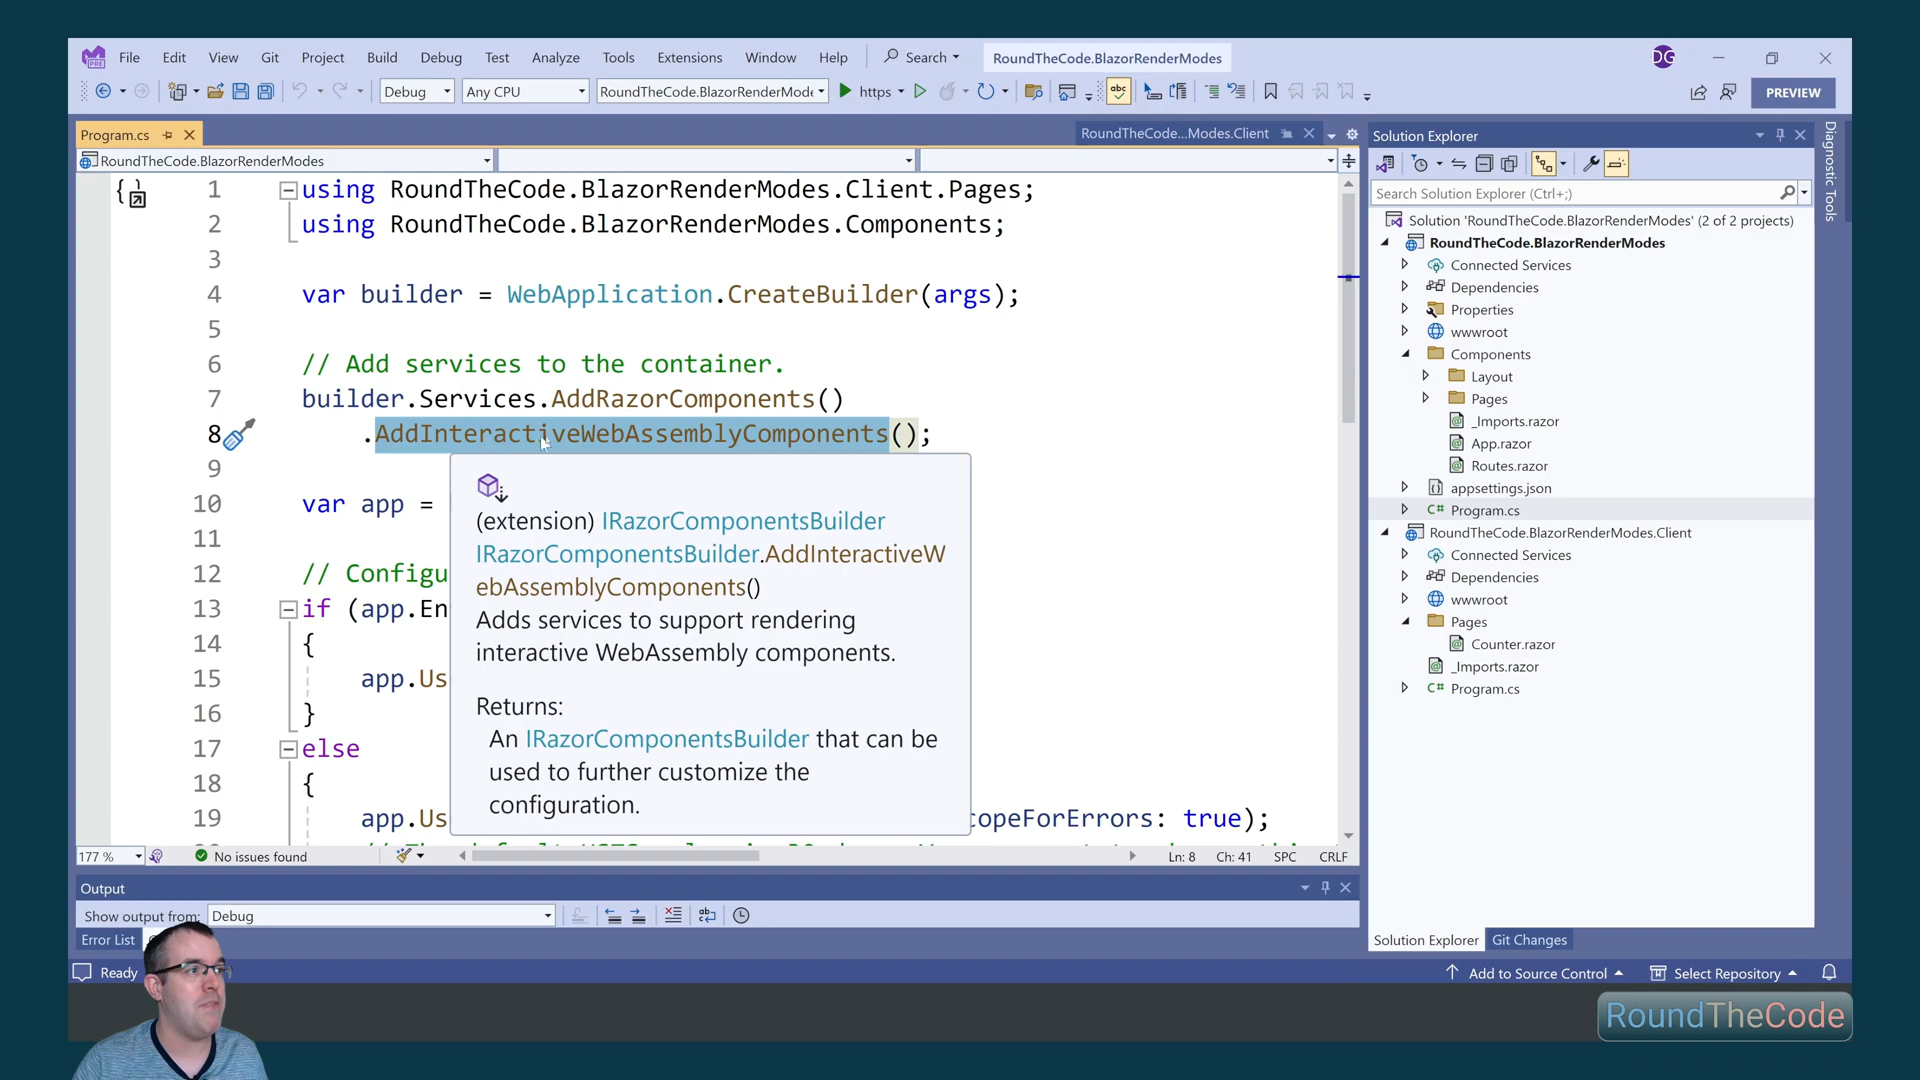 File Edit View Git Project Build Debug Test Analyze Tools Extensions Window Help Search RoundTheCode.BlazorRenderModes DG
Debug Any CPU RoundTheCode.BlazorRenderMode https abc PREVIEW
Program.cs RoundTheCode...Modes.Client
RoundTheCode.BlazorRenderModes
1 using RoundTheCode.BlazorRenderModes.Client.Pages;
2 using RoundTheCode.BlazorRenderModes.Components;
3
4 var builder = WebApplication.CreateBuilder(args);
5
6 // Add services to the container.
7 builder.Services.AddRazorComponents()
8 .AddInteractiveWebAssemblyComponents();
9
10 var app =
11
12 // Configu
13 if (app.En
14 {
15 app.Us
16 }
17 else
18 {
19 app.Us copeForErrors: true);
(extension) IRazorComponentsBuilder
IRazorComponentsBuilder.AddInteractiveW
ebAssemblyComponents()
Adds services to support rendering
interactive WebAssembly components.
Returns:
An IRazorComponentsBuilder that can be
used to further customize the
configuration.
177 % No issues found Ln: 8 Ch: 41 SPC CRLF
Output
Show output from: Debug
Error List
Solution Explorer
Search Solution Explorer (Ctrl+;)
Solution 'RoundTheCode.BlazorRenderModes' (2 of 2 projects)
RoundTheCode.BlazorRenderModes
Connected Services
Dependencies
Properties
wwwroot
Components
Layout
Pages
_Imports.razor
App.razor
Routes.razor
appsettings.json
C# Program.cs
RoundTheCode.BlazorRenderModes.Client
Connected Services
Dependencies
wwwroot
Pages
Counter.razor
_Imports.razor
C# Program.cs
Solution Explorer Git Changes
Diagnostic Tools
Ready Add to Source Control Select Repository
RoundTheCode